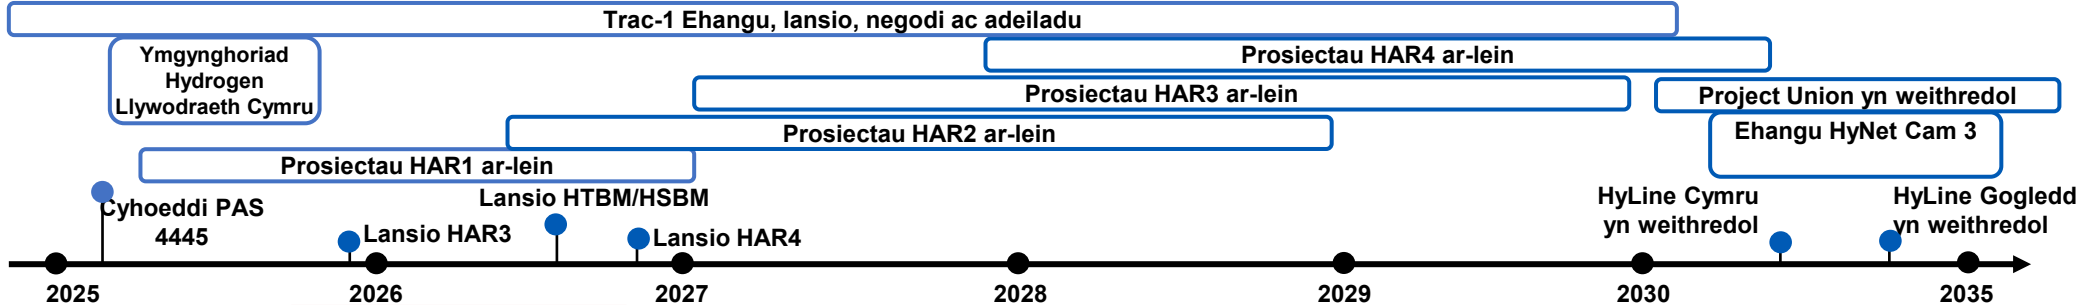 Trac-1 Ehangu, lansio, negodi ac adeiladu
Ymgynghoriad
Hydrogen
Llywodraeth Cymru
Prosiectau HAR4 ar-lein
Prosiectau HAR3 ar-lein
Project Union yn weithredol
Prosiectau HAR2 ar-lein
Ehangu HyNet Cam 3
Prosiectau HAR1 ar-lein
Cyhoeddi PAS
4445
Lansio HAR3
Lansio HTBM/HSBM
Lansio HAR4
HyLine Cymru
yn weithredol
HyLine Gogledd
yn weithredol
2025
2026
2027
2028
2029
2030
2035